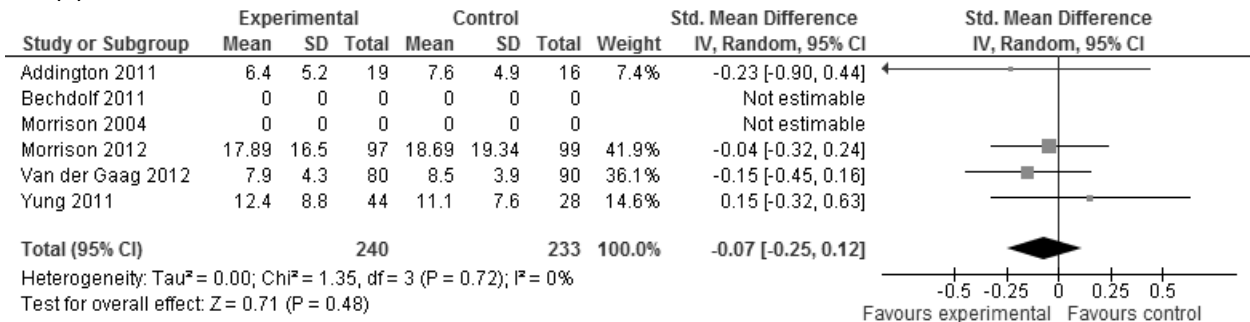 Experimental Control Std. Mean Difference Std. Mean Difference
Study or Subgroup Mean SD Total Mean SD Total Weight IV, Random, 95% CI IV, Random, 95% CI
Addington 2011 6.4 5.2 19 7.6 4.9 16 7.4% -0.23 [-0.90, 0.44]
Bechdolf 2011 0 0 0 0 0 0 Not estimable
Morrison 2004 0 0 0 0 0 0 Not estimable
Morrison 2012 17.89 16.5 97 18.69 19.34 99 41.9% -0.04 [-0.32, 0.24]
Van der Gaag 2012 7.9 4.3 80 8.5 3.9 90 36.1% -0.15 [-0.45, 0.16]
Yung 2011 12.4 8.8 44 11.1 7.6 28 14.6% 0.15 [-0.32, 0.63]
Total (95% CI) 240 233 100.0% -0.07 [-0.25, 0.12]
Heterogeneity: Tau² = 0.00; Chi² = 1.35, df = 3 (P = 0.72); I² = 0%
Test for overall effect: Z = 0.71 (P = 0.48)
-0.5 -0.25 0 0.25 0.5
Favours experimental Favours control